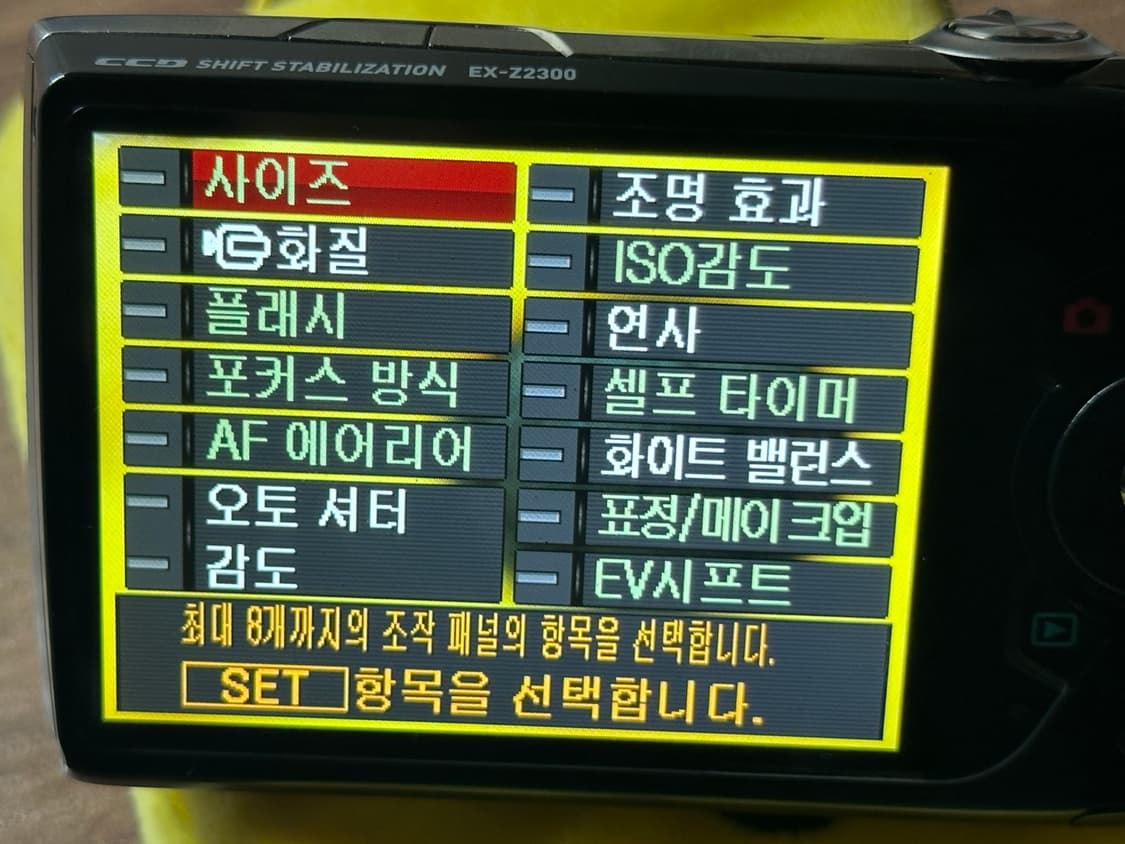 CCD SHIFT STABILIZATION EX-Z2300
사이즈
화질
플래시
포커스 방식
AF 에어리어
오토 셔터
감도
조명 효과
ISO감도
연사
셀프 타이머
화이트 밸런스
표정/메이크업
EV시프트
최대 8개까지의 조작 패널의 항목을 선택합니다.
SET 항목을 선택합니다.